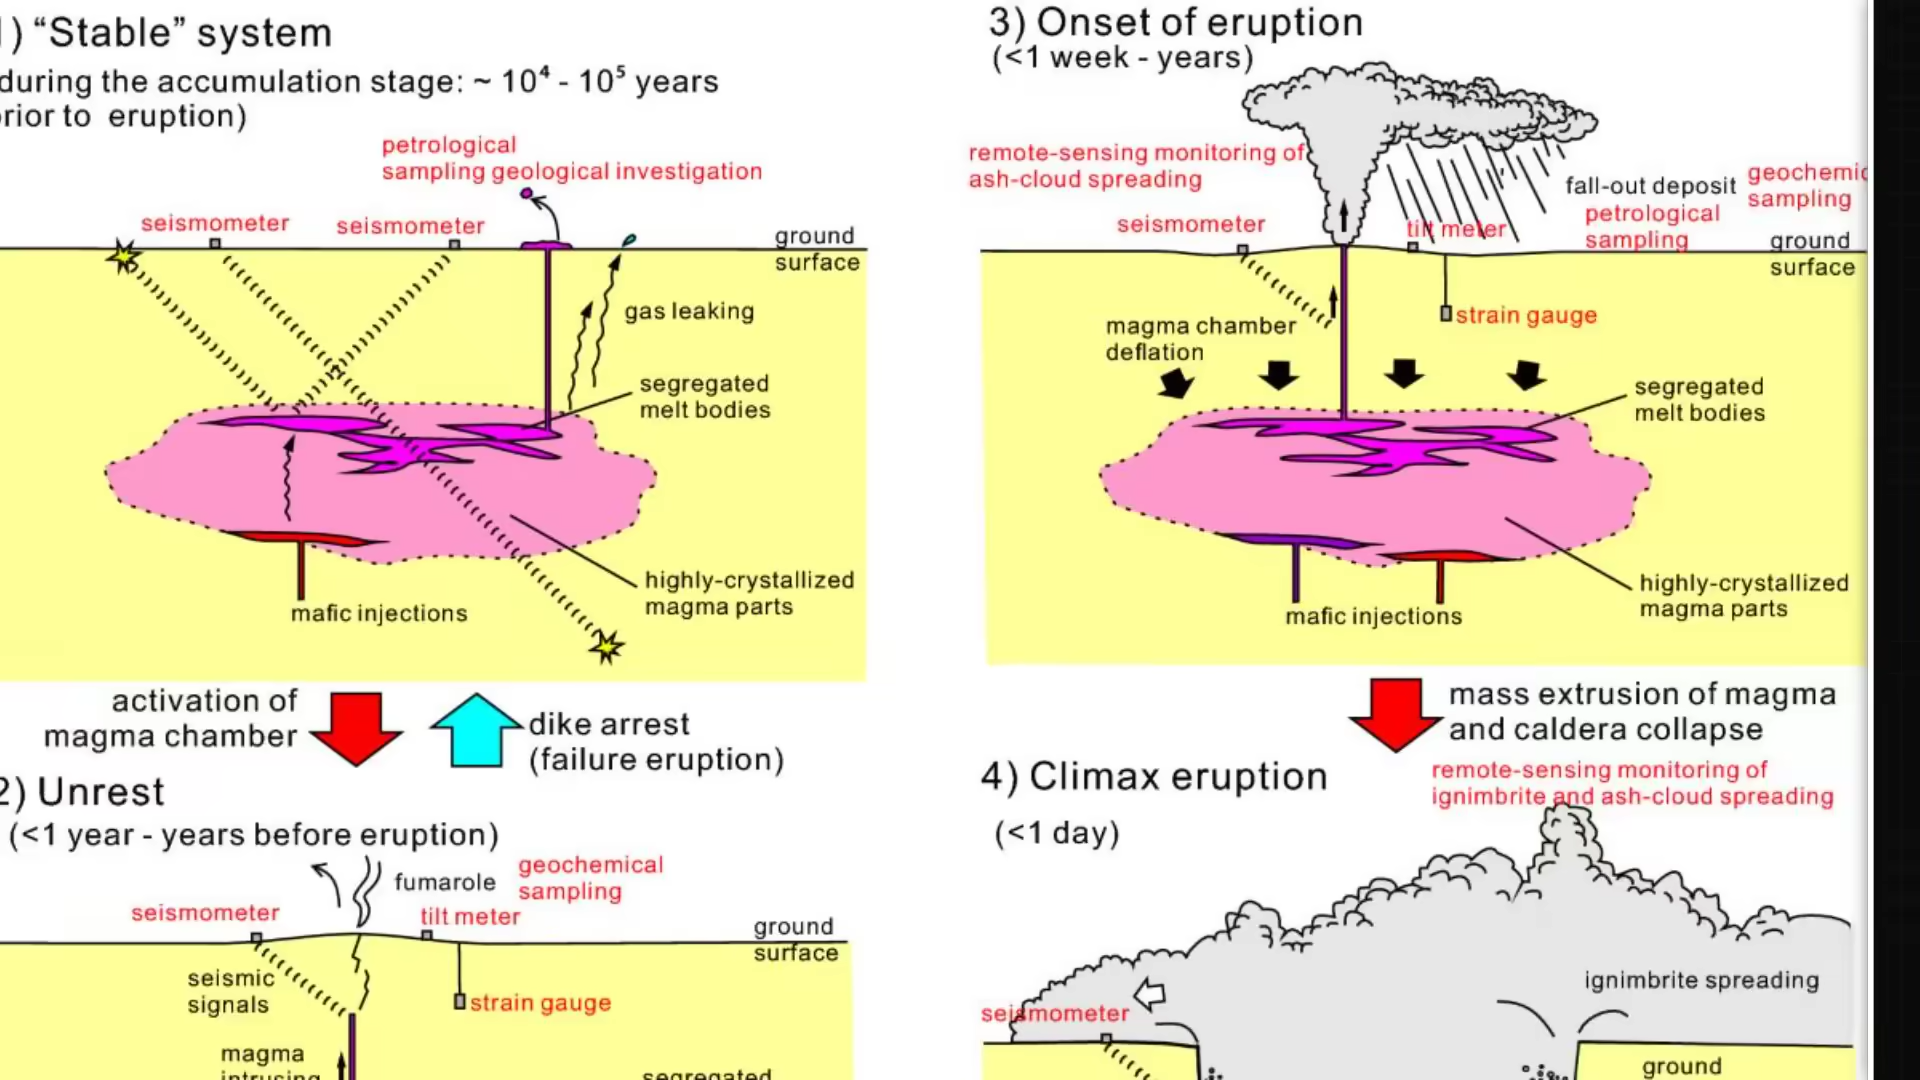 1) “Stable” system
during the accumulation stage: ~ 10⁴ - 10⁵ years
prior to eruption)
petrological
sampling geological investigation
seismometer
seismometer
ground
surface
gas leaking
segregated
melt bodies
highly-crystallized
magma parts
mafic injections
activation of
magma chamber
dike arrest
(failure eruption)
2) Unrest
(<1 year - years before eruption)
fumarole
geochemical
sampling
seismometer
tilt meter
ground
surface
seismic
signals
strain gauge
magma
intrusing
segregated
3) Onset of eruption
(<1 week - years)
remote-sensing monitoring of
ash-cloud spreading
seismometer
tilt meter
fall-out deposit
petrological
sampling
geochemic
sampling
ground
surface
strain gauge
magma chamber
deflation
segregated
melt bodies
highly-crystallized
magma parts
mafic injections
mass extrusion of magma
and caldera collapse
4) Climax eruption
(<1 day)
remote-sensing monitoring of
ignimbrite and ash-cloud spreading
ignimbrite spreading
seismometer
ground